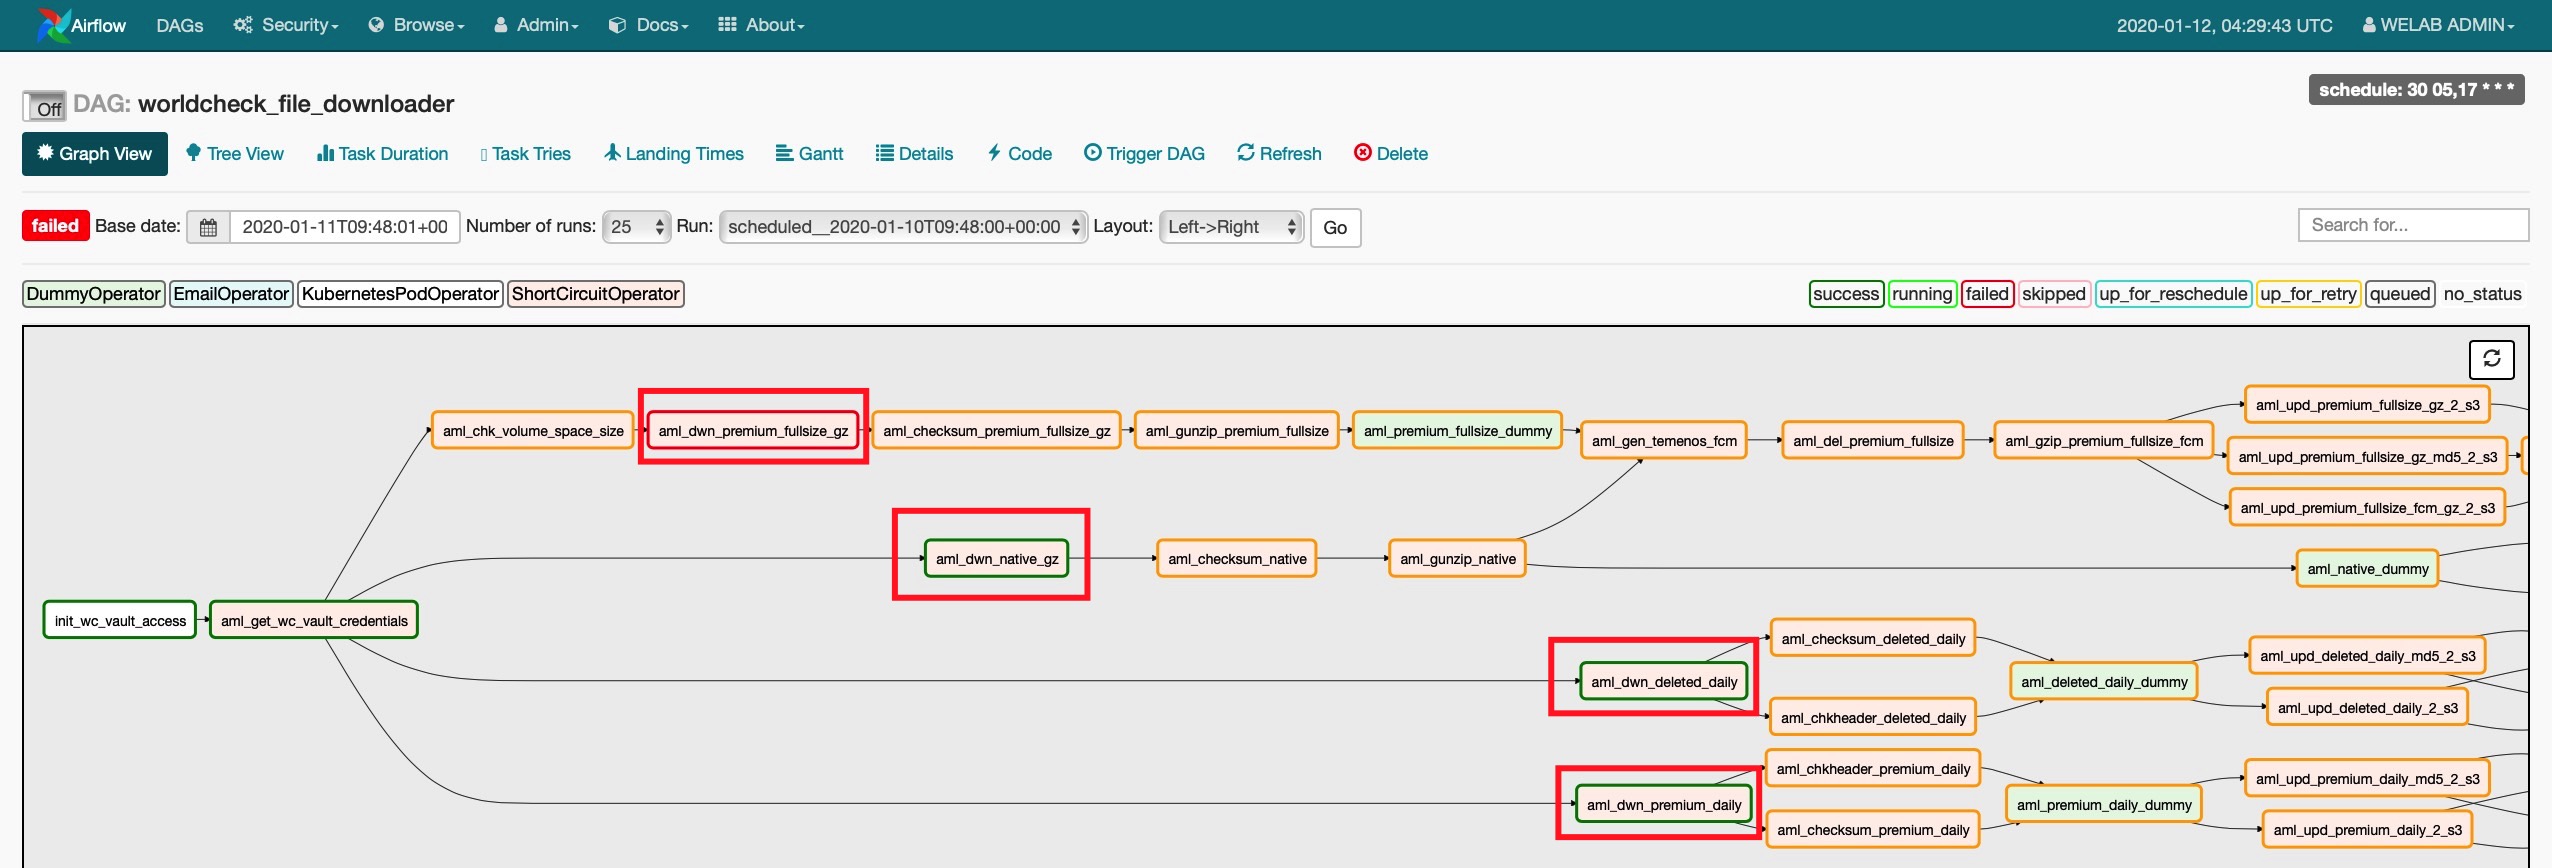 Airflow DAGs Security Browse Admin Docs About 2020-01-12, 04:29:43 UTC WELAB ADMIN
schedule: 30 05,17 * * *
Off DAG: worldcheck_file_downloader
Graph View Tree View Task Duration Task Tries Landing Times Gantt Details Code Trigger DAG Refresh Delete
failed Base date: 2020-01-11T09:48:01+00 Number of runs: 25 Run: scheduled__2020-01-10T09:48:00+00:00 Layout: Left->Right Go Search for...
DummyOperator EmailOperator KubernetesPodOperator ShortCircuitOperator success running failed skipped up_for_reschedule up_for_retry queued no_status
aml_upd_premium_fullsize_gz_2_s3
aml_chk_volume_space_size aml_dwn_premium_fullsize_gz aml_checksum_premium_fullsize_gz aml_gunzip_premium_fullsize aml_premium_fullsize_dummy
aml_gen_temenos_fcm aml_del_premium_fullsize aml_gzip_premium_fullsize_fcm
aml_upd_premium_fullsize_gz_md5_2_s3
aml_upd_premium_fullsize_fcm_gz_2_s3
aml_dwn_native_gz aml_checksum_native aml_gunzip_native
aml_native_dummy
init_wc_vault_access aml_get_wc_vault_credentials
aml_checksum_deleted_daily
aml_upd_deleted_daily_md5_2_s3
aml_dwn_deleted_daily aml_deleted_daily_dummy
aml_upd_deleted_daily_2_s3
aml_chkheader_deleted_daily
aml_chkheader_premium_daily
aml_upd_premium_daily_md5_2_s3
aml_dwn_premium_daily aml_premium_daily_dummy
aml_checksum_premium_daily aml_upd_premium_daily_2_s3